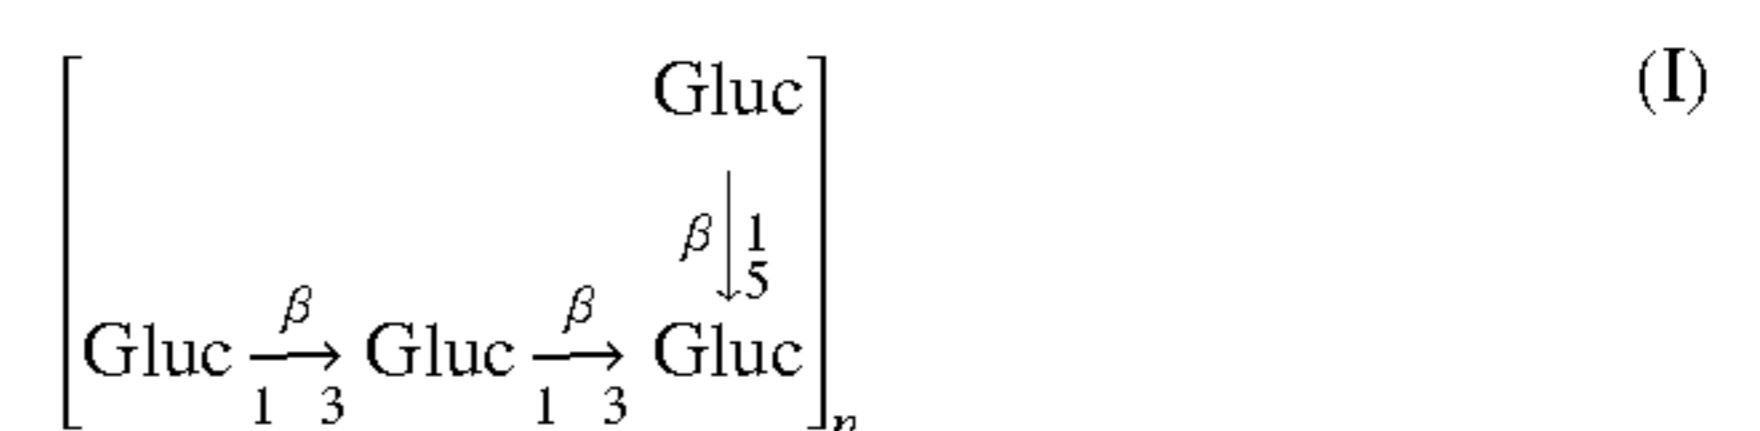 Gluc (I)
β 1
5
β β
Gluc → Gluc → Gluc
1 3 1 3 n